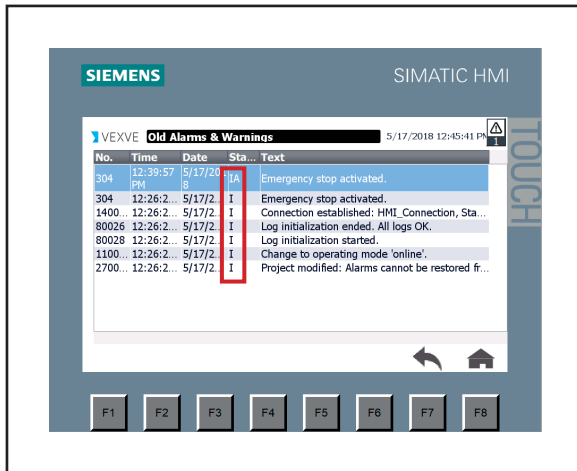 SIEMENS SIMATIC HMI
TOUCH
VEXVE Old Alarms & Warnings 5/17/2018 12:45:41 PM
1
No. Time Date Sta... Text
304 12:39:57 PM 5/17/201 8 IA Emergency stop activated.
304 12:26:2... 5/17/2... I Emergency stop activated.
1400... 12:26:2... 5/17/2... I Connection established: HMI_Connection, Sta...
80026 12:26:2... 5/17/2... I Log initialization ended. All logs OK.
80028 12:26:2... 5/17/2... I Log initialization started.
1100... 12:26:2... 5/17/2... I Change to operating mode 'online'.
2700... 12:26:2... 5/17/2... I Project modified: Alarms cannot be restored fr...
F1 F2 F3 F4 F5 F6 F7 F8